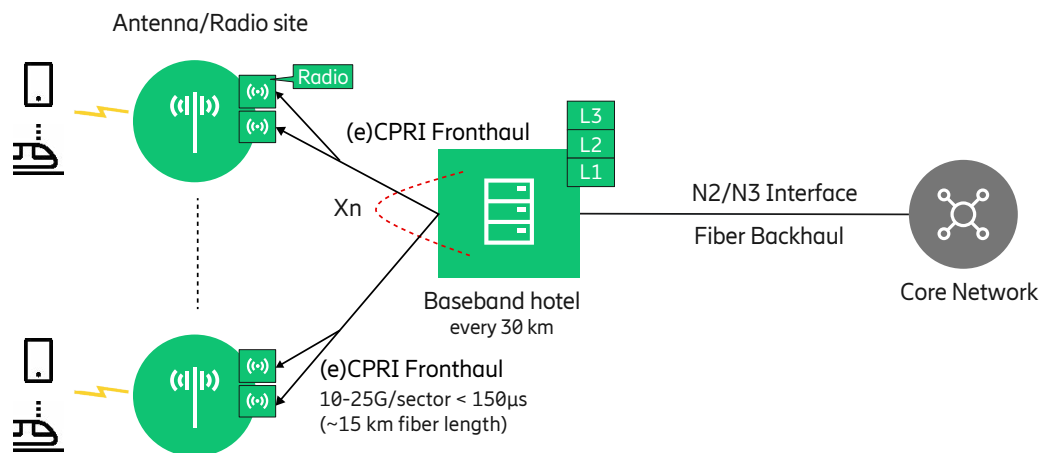 Antenna/Radio site
Radio
(e)CPRI Fronthaul
L3
L2
L1
Xn
N2/N3 Interface
Fiber Backhaul
Core Network
Baseband hotel
every 30 km
(e)CPRI Fronthaul
10-25G/sector < 150µs
(~15 km fiber length)